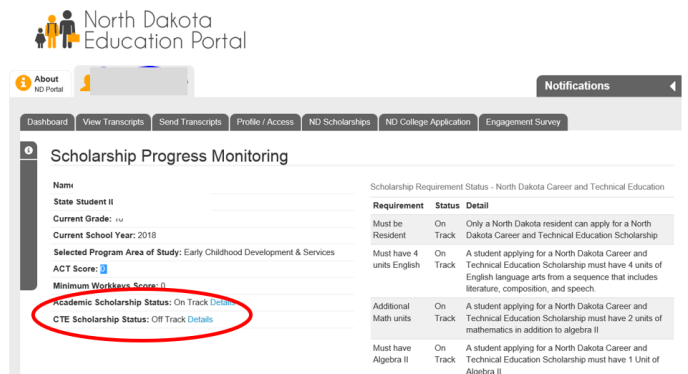 North Dakota
Education Portal
About
ND Portal
Notifications
Dashboard
View Transcripts
Send Transcripts
Profile / Access
ND Scholarships
ND College Application
Engagement Survey
Scholarship Progress Monitoring
Name
State Student
Current Grade:
Current School Year: 2018
Selected Program Area of Study: Early Childhood Development & Services
ACT Score: 0
Minimum Workkeys Score: 0
Academic Scholarship Status: On Track Details
CTE Scholarship Status: Off Track Details
Scholarship Requirement Status - North Dakota Career and Technical Education
Requirement Status Detail
Must be Resident
On Track
Only a North Dakota resident can apply for a North
Dakota Career and Technical Education Scholarship
Must have 4
units English
On Track
A student applying for a North Dakota Career and
Technical Education Scholarship must have 4 units of
English language arts from a sequence that includes
literature, composition, and speech.
Additional
Math units
On Track
A student applying for a North Dakota Career and
Technical Education Scholarship must have 2 units of
mathematics in addition to algebra II
Must have
Algebra II
On Track
A student applying for a North Dakota Career and
Technical Education Scholarship must have 1 Unit of
Algebra II